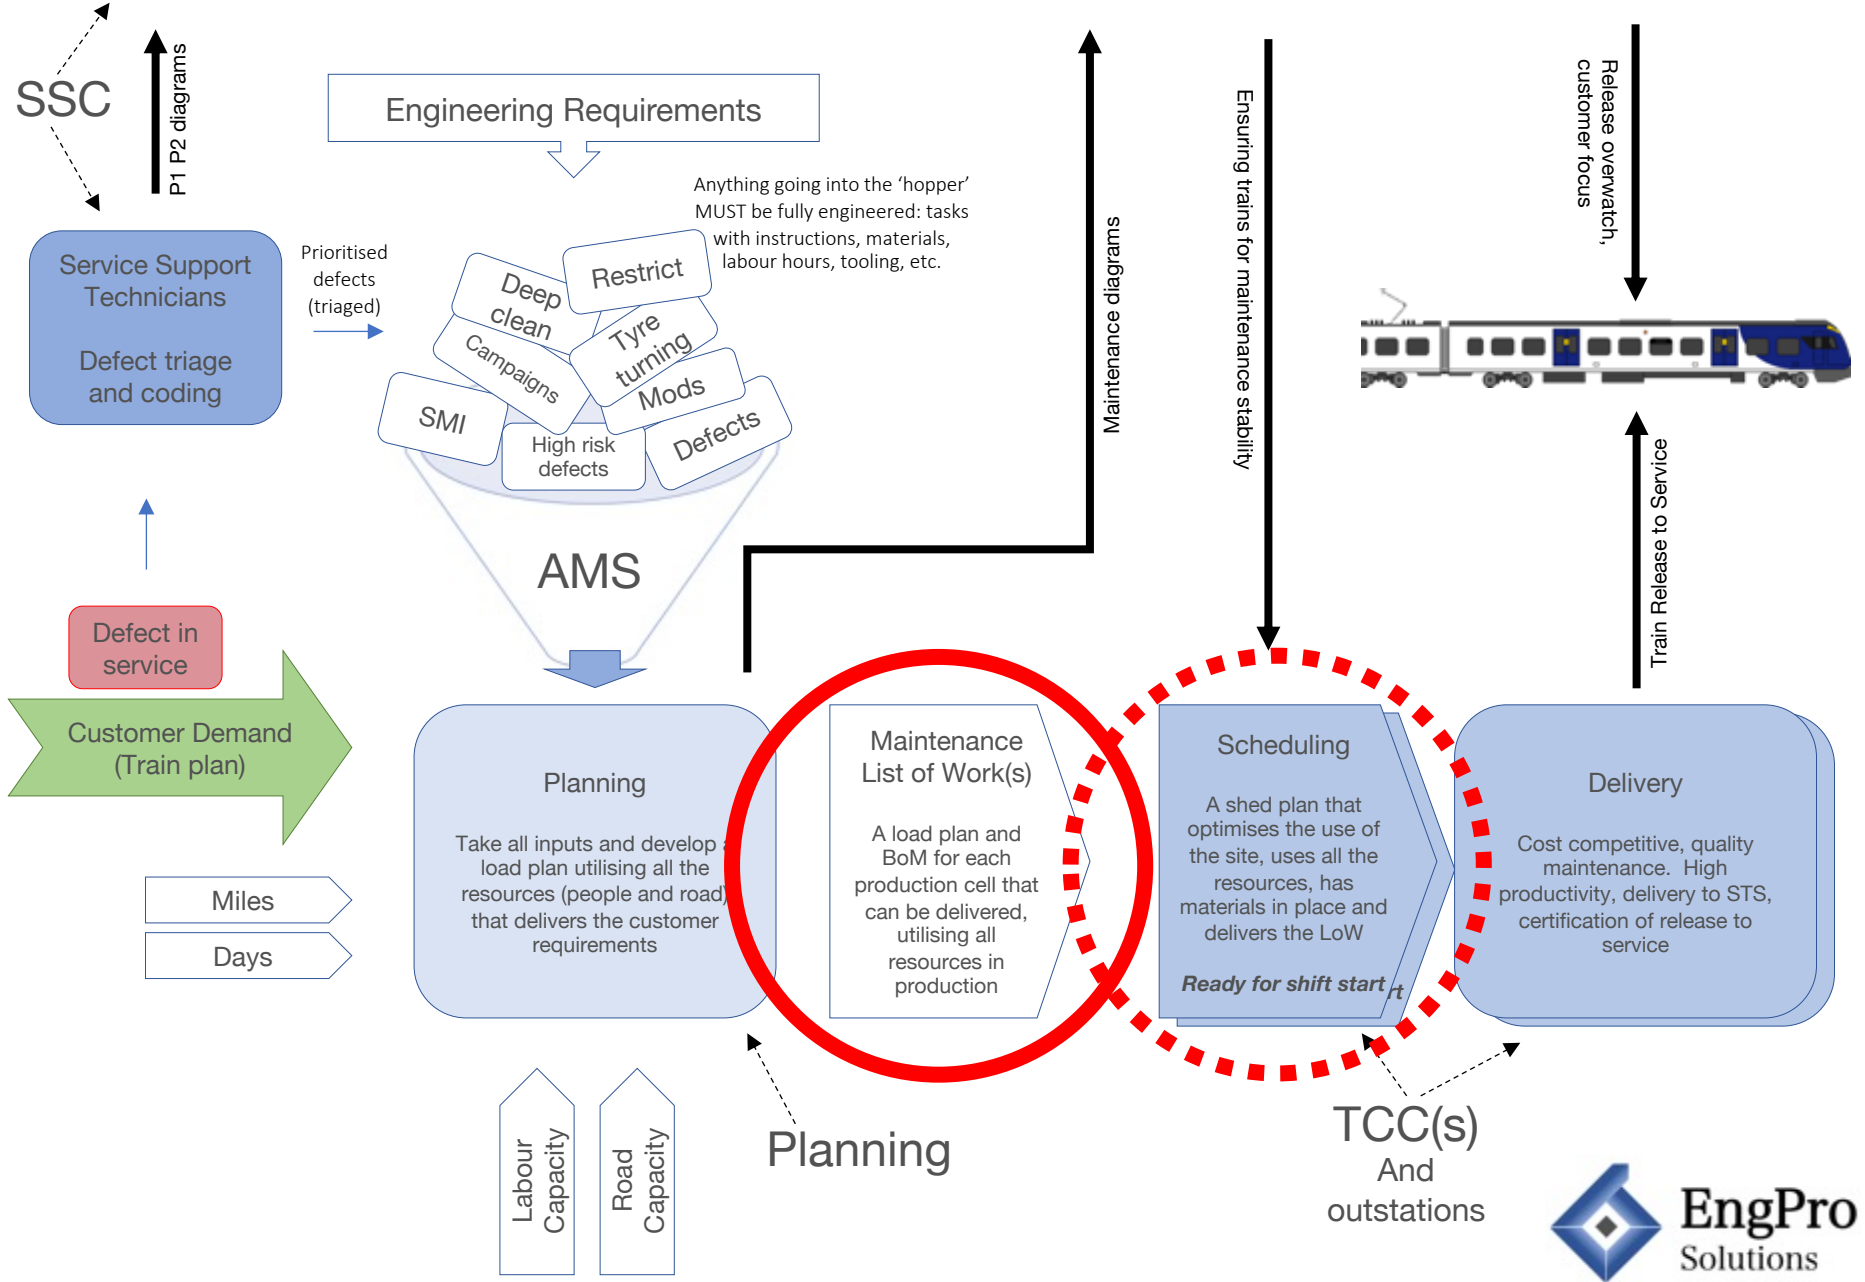 SSC
P1 P2 diagrams
Engineering Requirements
Anything going into the ‘hopper’
MUST be fully engineered: tasks
with instructions, materials,
labour hours, tooling, etc.
Service Support
Technicians
Defect triage
and coding
Prioritised
defects
(triaged)
Deep
clean
Restrict
Campaigns
Tyre
turning
SMI
Mods
High risk
defects
Defects
AMS
Maintenance diagrams
Ensuring trains for maintenance stability
Release overwatch,
customer focus
Train Release to Service
Defect in
service
Customer Demand
(Train plan)
Miles
Days
Planning
Take all inputs and develop a
load plan utilising all the
resources (people and road)
that delivers the customer
requirements
Maintenance
List of Work(s)
A load plan and
BoM for each
production cell that
can be delivered,
utilising all
resources in
production
Scheduling
A shed plan that
optimises the use of
the site, uses all the
resources, has
materials in place and
delivers the LoW
Ready for shift start
rt
Delivery
Cost competitive, quality
maintenance. High
productivity, delivery to STS,
certification of release to
service
Labour
Capacity
Road
Capacity
Planning
TCC(s)
And
outstations
EngPro
Solutions